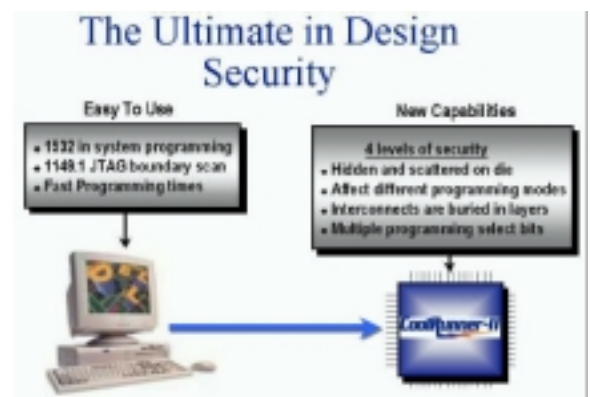 The Ultimate in Design
Security
Easy To Use
• 1532 in system programming
• 1149.1 JTAG boundary scan
• Fast Programming times
New Capabilities
4 levels of security
• Hidden and scattered on die
• Affect different programming modes
• Interconnects are buried in layers
• Multiple programming select bits
CoolRunner-II